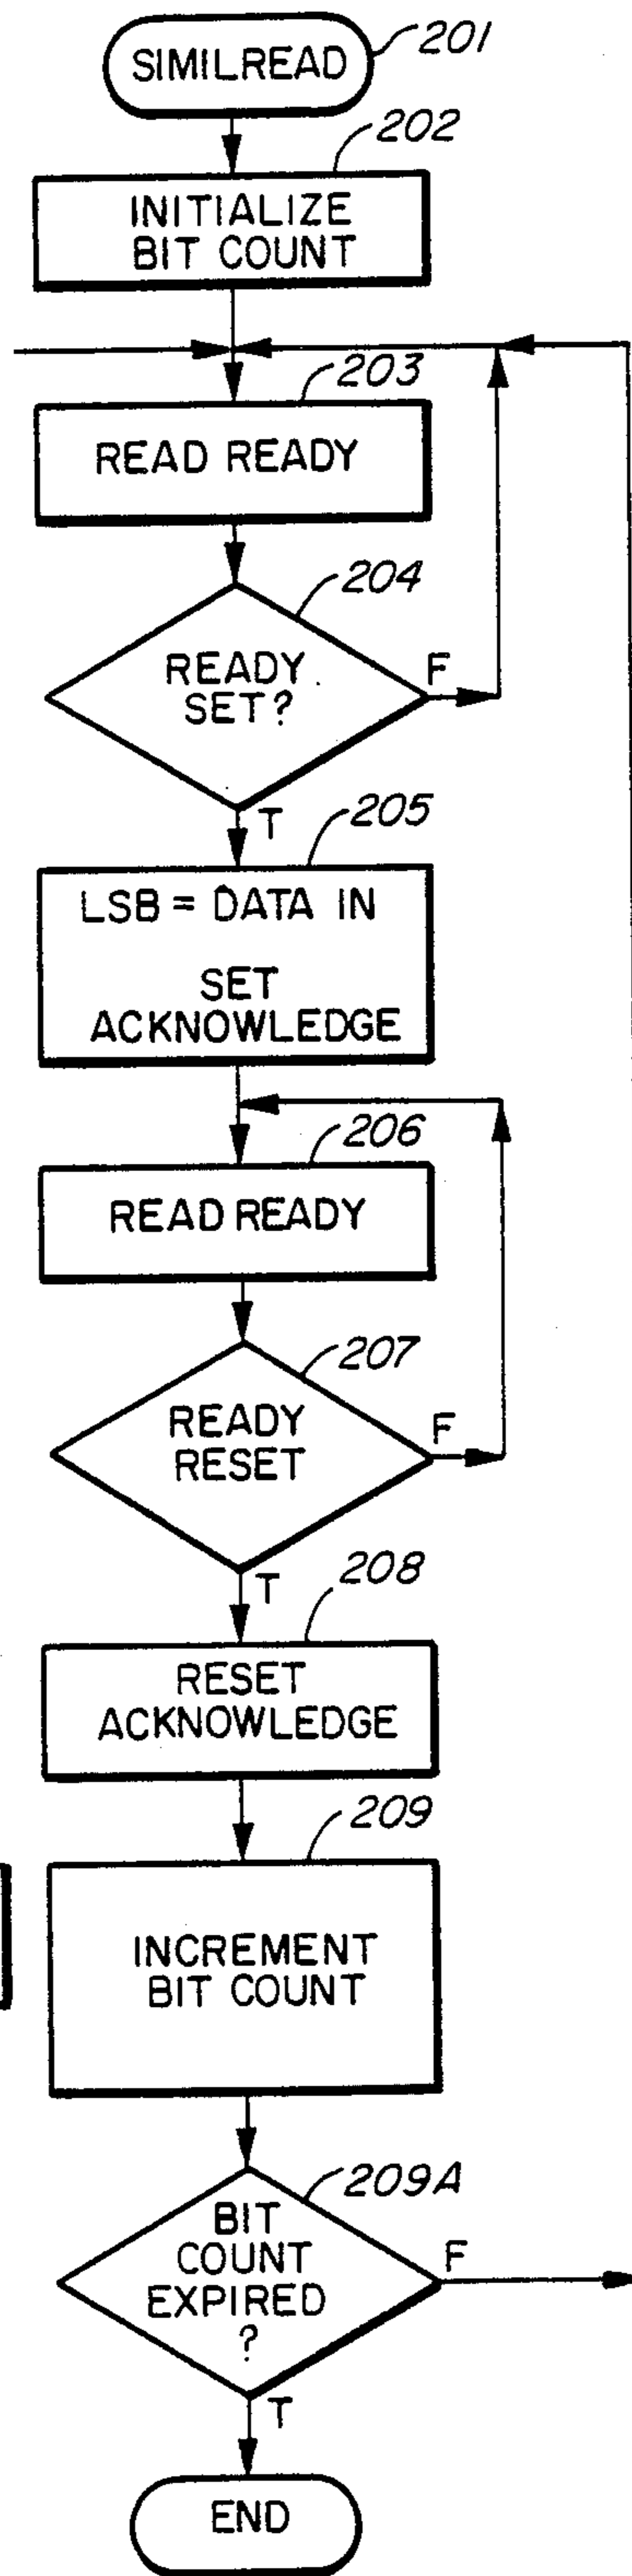 SIMILREAD
201
202
INITIALIZE
BIT COUNT
203
READ READY
204
READY
SET?
F
T
205
LSB = DATA IN
SET
ACKNOWLEDGE
206
READ READY
207
READY
RESET
F
T
208
RESET
ACKNOWLEDGE
209
INCREMENT
BIT COUNT
209A
BIT
COUNT
EXPIRED
?
F
T
END